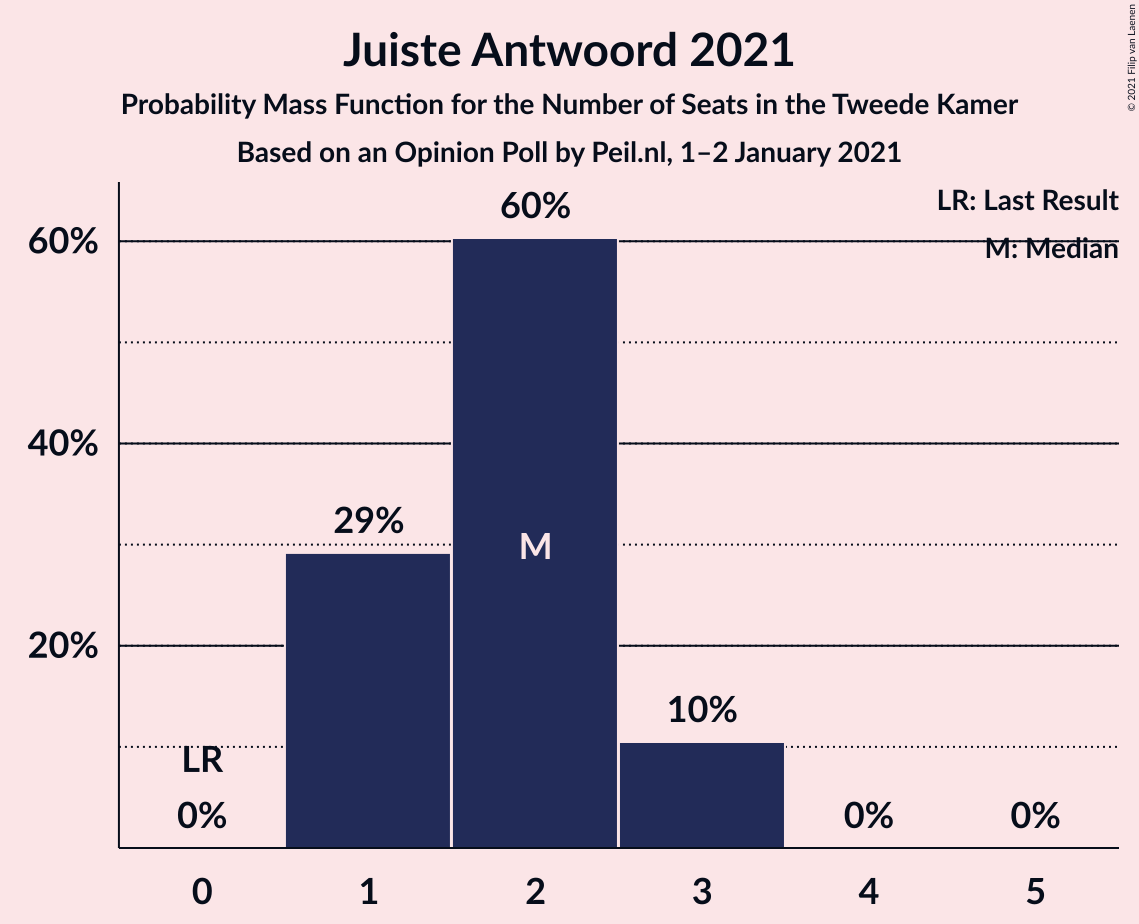 Juiste Antwoord 2021
Probability Mass Function for the Number of Seats in the Tweede Kamer
Based on an Opinion Poll by Peil.nl, 1–2 January 2021
© 2021 Filip van Laenen
LR: Last Result
M: Median
60%
40%
20%
60%
29%
M
10%
LR
0%
0%
0%
0
1
2
3
4
5